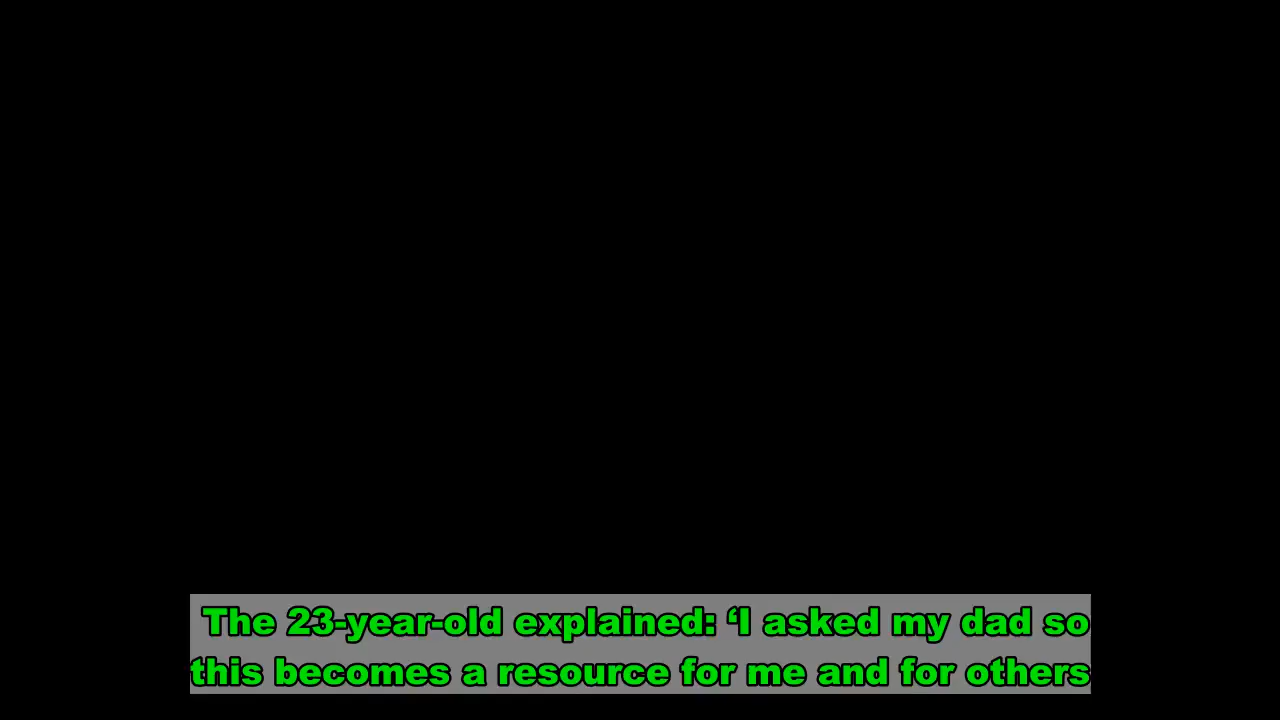 The 23-year-old explained: ‘I asked my dad so
this becomes a resource for me and for others